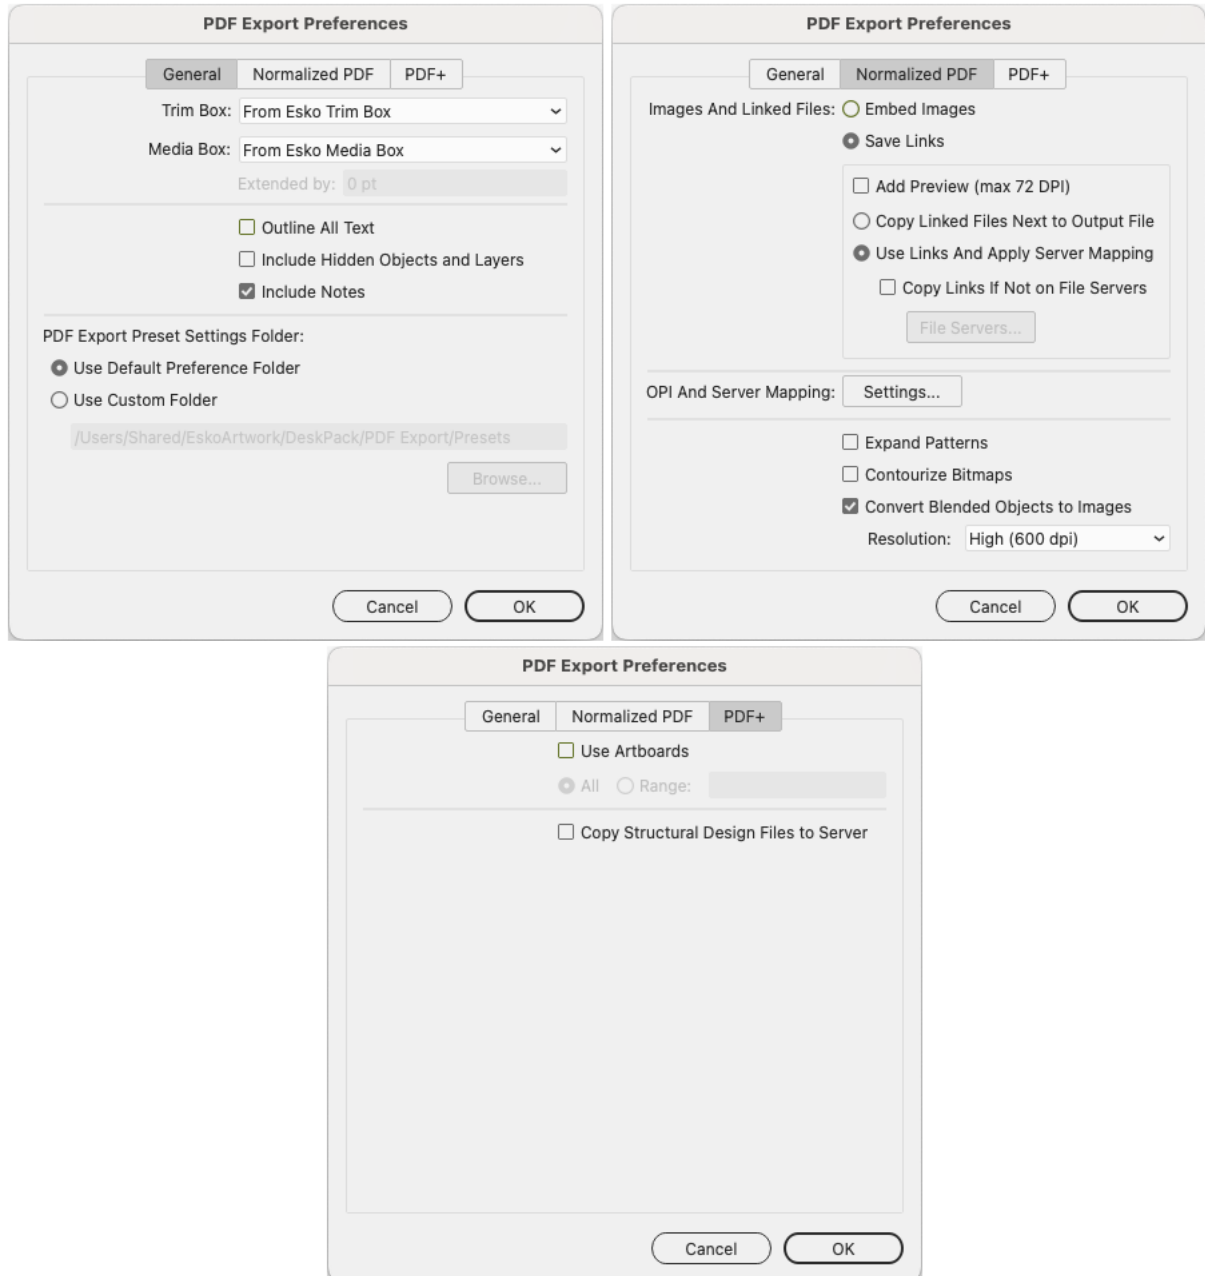 PDF Export Preferences
General Normalized PDF PDF+
Trim Box: From Esko Trim Box
Media Box: From Esko Media Box
Extended by: 0 pt
Outline All Text
Include Hidden Objects and Layers
Include Notes
PDF Export Preset Settings Folder:
Use Default Preference Folder
Use Custom Folder
/Users/Shared/EskoArtwork/DeskPack/PDF Export/Presets
Browse...
Cancel OK
PDF Export Preferences
General Normalized PDF PDF+
Images And Linked Files: Embed Images
Save Links
Add Preview (max 72 DPI)
Copy Linked Files Next to Output File
Use Links And Apply Server Mapping
Copy Links If Not on File Servers
File Servers...
OPI And Server Mapping: Settings...
Expand Patterns
Contourize Bitmaps
Convert Blended Objects to Images
Resolution: High (600 dpi)
Cancel OK
PDF Export Preferences
General Normalized PDF PDF+
Use Artboards
All Range:
Copy Structural Design Files to Server
Cancel OK